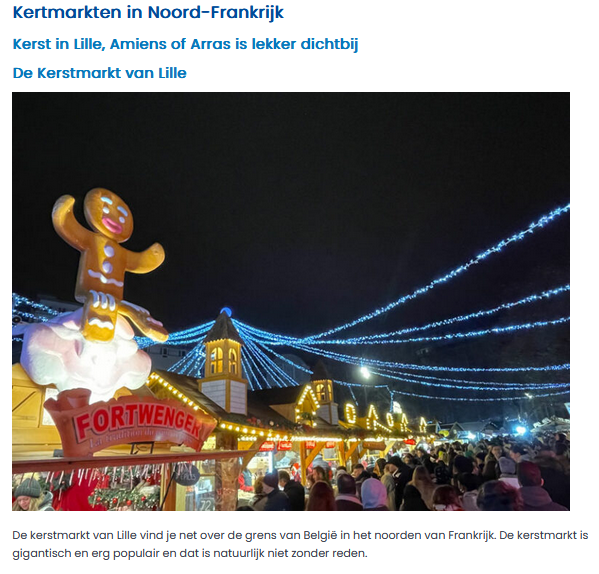 Kertmarkten in Noord-Frankrijk
Kerst in Lille, Amiens of Arras is lekker dichtbij
De Kerstmarkt van Lille
FORTWENGER
De kerstmarkt van Lille vind je net over de grens van België in het noorden van Frankrijk. De kerstmarkt is
gigantisch en erg populair en dat is natuurlijk niet zonder reden.